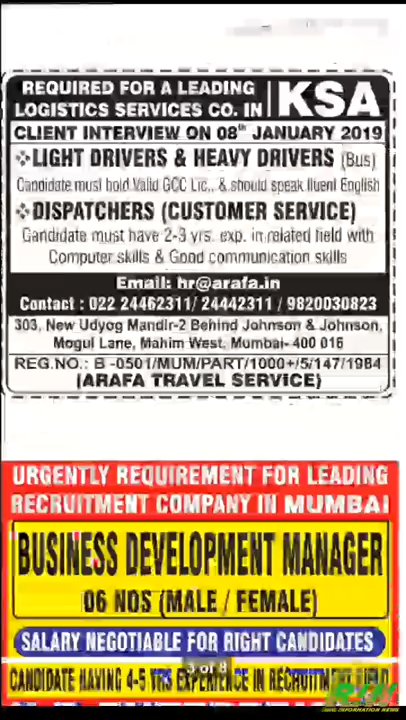 REQUIRED FOR A LEADING
LOGISTICS SERVICES CO. IN
KSA
CLIENT INTERVIEW ON 08th JANUARY 2019
❖LIGHT DRIVERS & HEAVY DRIVERS (Bus)
Candidate must hold Valid GCC Lic., & should speak fluent English
❖DISPATCHERS (CUSTOMER SERVICE)
Candidate must have 2-3 yrs. exp. in related field with
Computer skills & Good communication skills
Email: hr@arafa.in
Contact : 022 24462311/ 24442311 / 9820030823
303, New Udyog Mandir-2 Behind Johnson & Johnson,
Mogul Lane, Mahim West, Mumbai- 400 016
REG.NO.: B -0501/MUM/PART/1000+/5/147/1984
(ARAFA TRAVEL SERVICE)
URGENTLY REQUIREMENT FOR LEADING
RECRUITMENT COMPANY IN MUMBAI
BUSINESS DEVELOPMENT MANAGER
06 NOS (MALE / FEMALE)
SALARY NEGOTIABLE FOR RIGHT CANDIDATES
3 of 8
CANDIDATE HAVING 4-5 YRS EXPERIENCE IN RECRUITMENT FIELD
INFORMATION NEWS